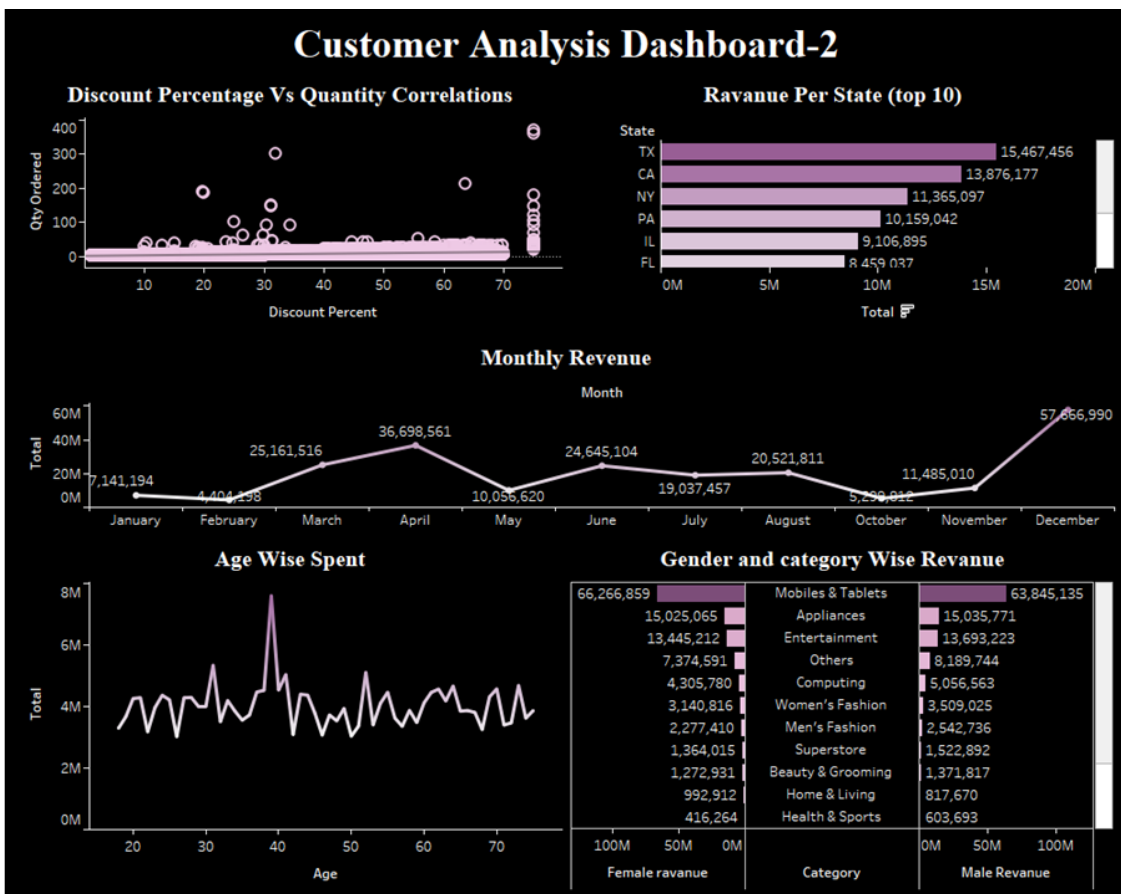 Customer Analysis Dashboard-2
Discount Percentage Vs Quantity Correlations
Qty Ordered
400
300
200
100
0
10 20 30 40 50 60 70
Discount Percent
Ravanue Per State (top 10)
State
TX 15,467,456
CA 13,876,177
NY 11,365,097
PA 10,159,042
IL 9,106,895
FL 8,459,037
0M 5M 10M 15M 20M
Total
Monthly Revenue
Month
Total
60M
40M
20M
0M
7,141,194
4,404,198
25,161,516
36,698,561
10,056,620
24,645,104
19,037,457
20,521,811
11,485,010
January February March April May June July August October November December
Age Wise Spent
Total
8M
6M
4M
2M
0M
20 30 40 50 60 70
Age
Gender and category Wise Revanue
66,266,859 Mobiles & Tablets 63,845,135
15,025,065 Appliances 15,035,771
13,445,212 Entertainment 13,693,223
7,374,591 Others 8,189,744
4,305,780 Computing 5,056,563
3,140,816 Women's Fashion 3,509,025
2,277,410 Men's Fashion 2,542,736
1,364,015 Superstore 1,522,892
1,272,931 Beauty & Grooming 1,371,817
992,912 Home & Living 817,670
416,264 Health & Sports 603,693
100M 50M 0M 0M 50M 100M
Female ravanue Category Male Revanue